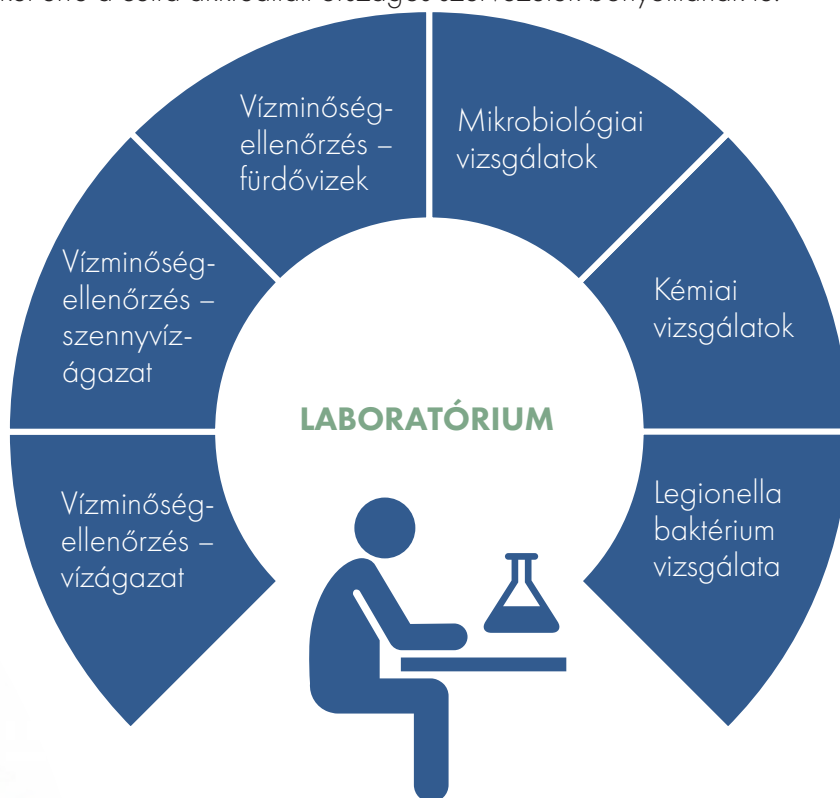 Vízminőség-
ellenőrzés –
fürdővizek
Mikrobiológiai
vizsgálatok
Vízminőség-
ellenőrzés –
szennyvíz-
ágazat
Kémiai
vizsgálatok
LABORATÓRIUM
Vízminőség-
ellenőrzés –
vízágazat
Legionella
baktérium
vizsgálata